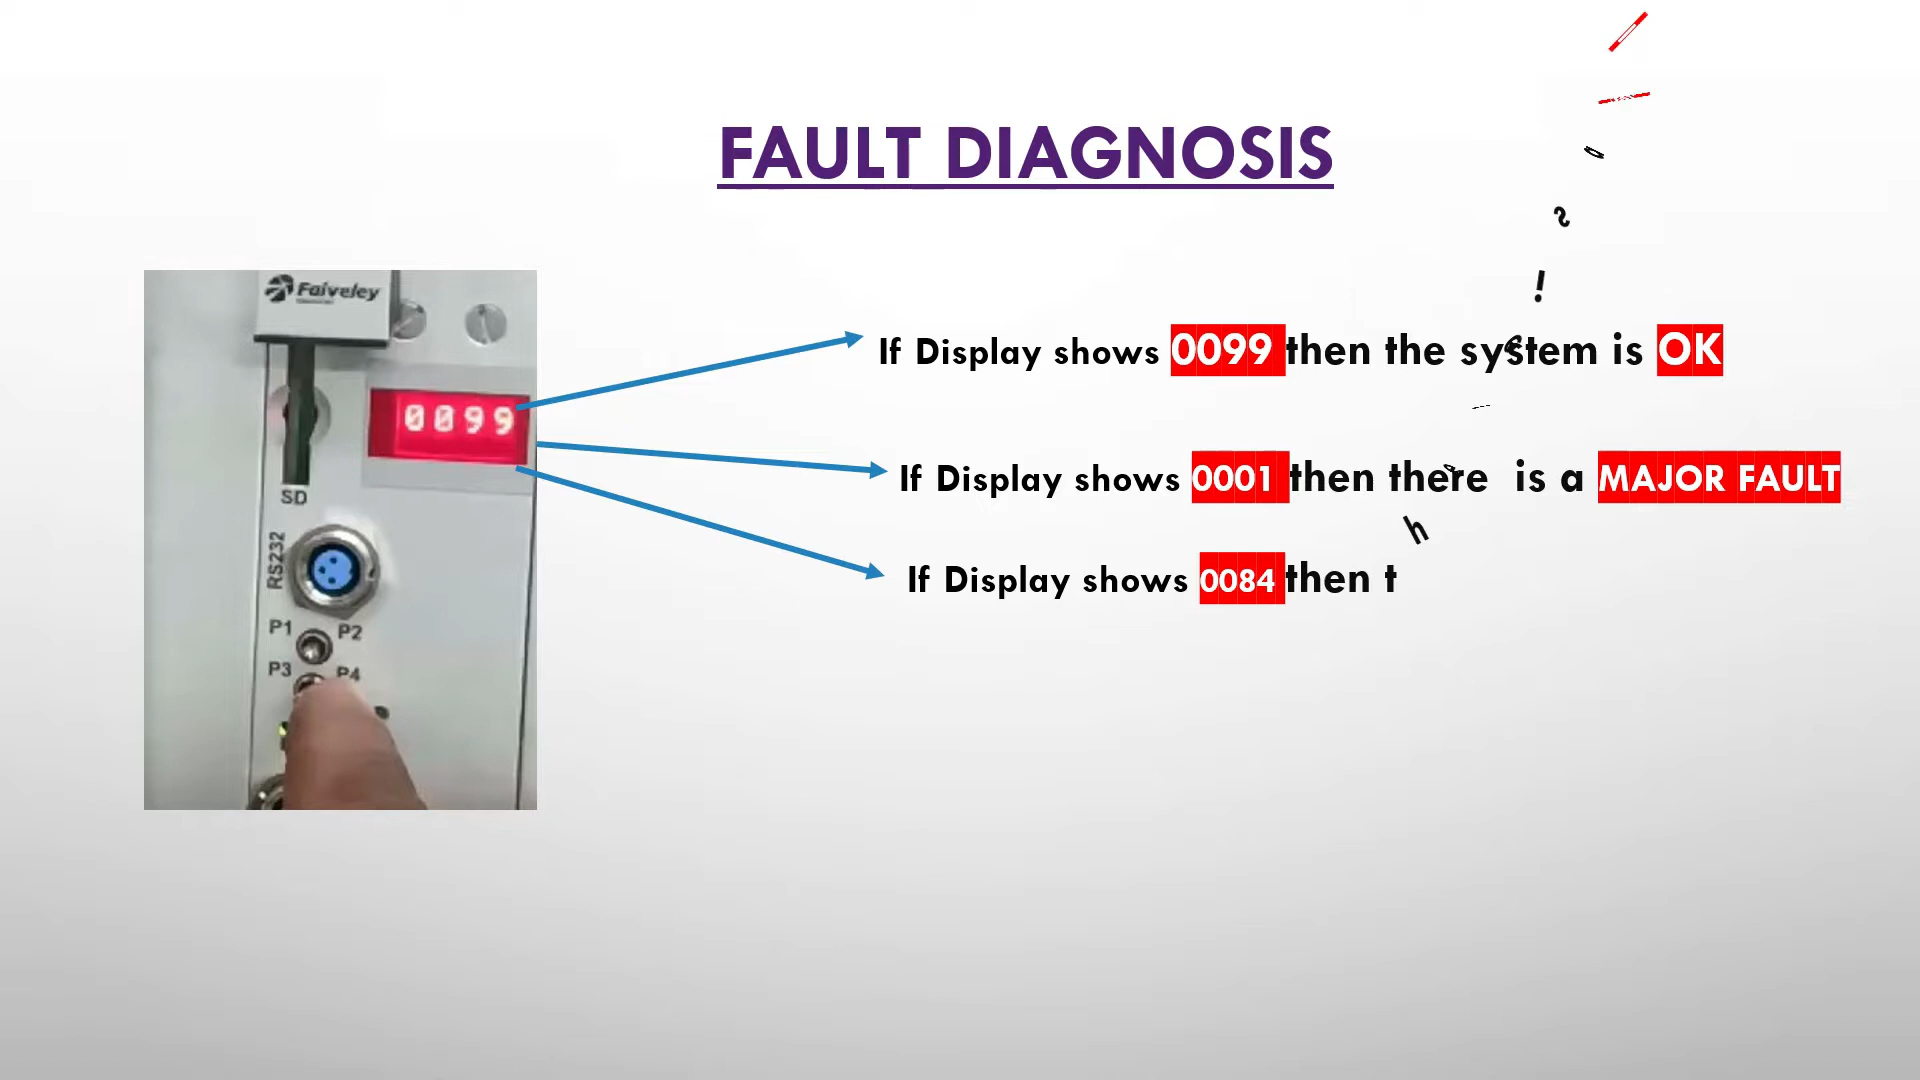 FAULT DIAGNOSIS
Faiveley
0099
SD
RS232
P1 P2
P3 P4
If Display shows 0099 then the system is OK
If Display shows 0001 then there is a MAJOR FAULT
If Display shows 0084 then t
h